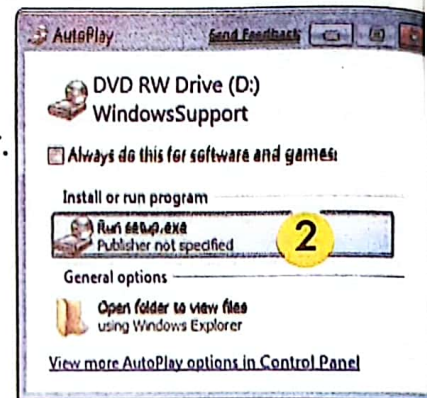 AutoPlay
Send Feedback
DVD RW Drive (D:)
WindowsSupport
Always do this for software and games:
Install or run program
Run setup.exe
Publisher not specified
2
General options
Open folder to view files
using Windows Explorer
View more AutoPlay options in Control Panel